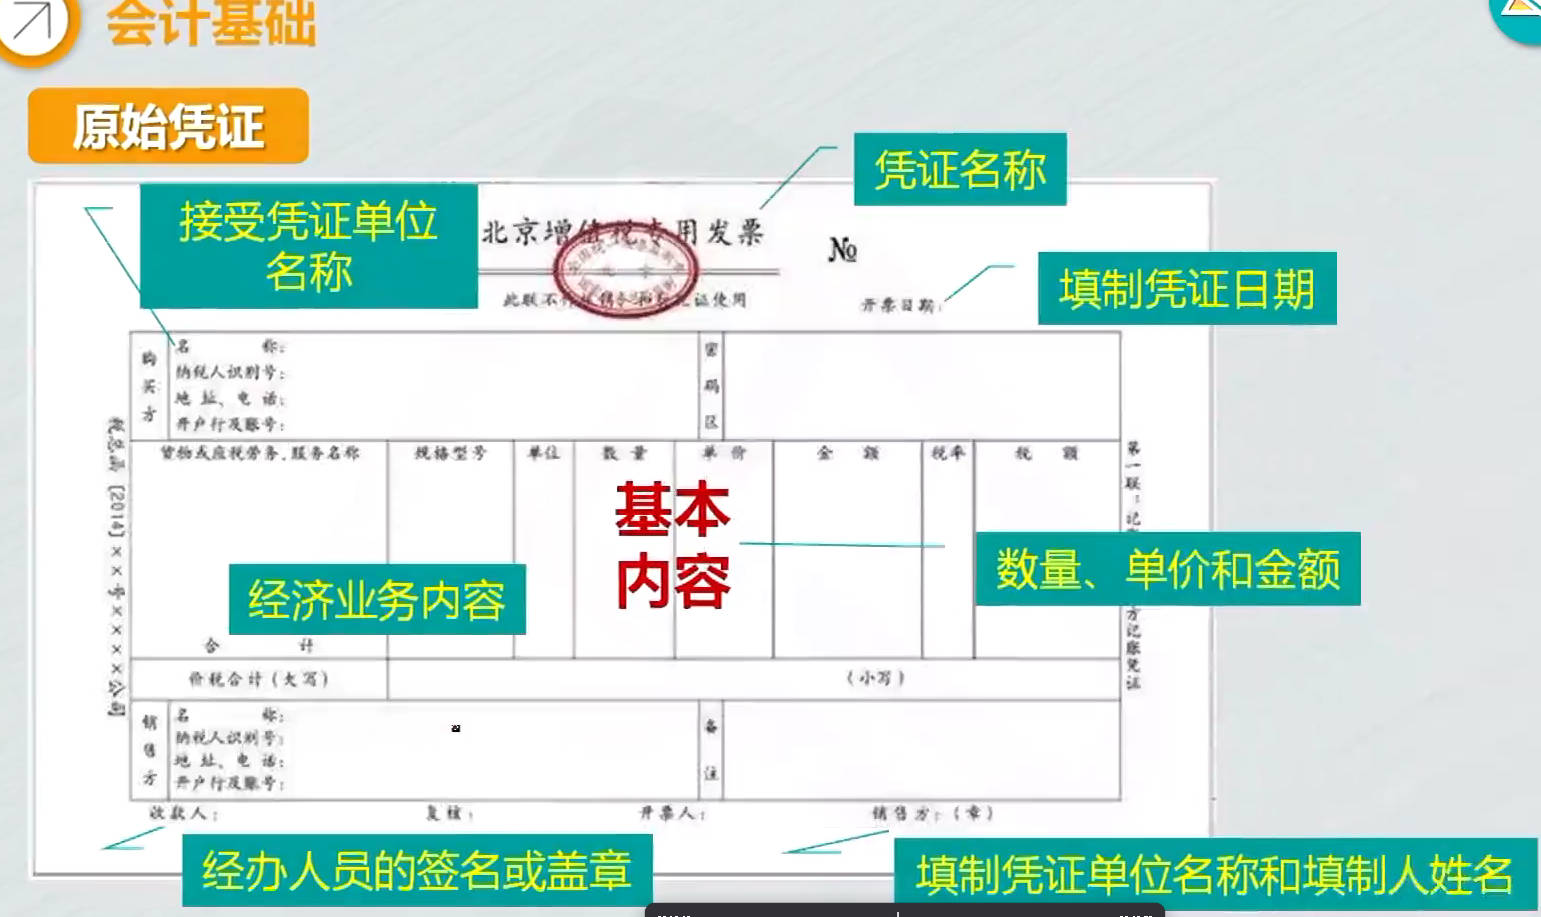 会计基础
原始凭证
凭证名称
接受凭证单位
名称
北京增值税专用发票
№
填制凭证日期
开票日期:
购买方
名 称:
纳税人识别号:
地 址、电 话:
开户行及账号:
密码区
货物或应税劳务、服务名称 规格型号 单位 数 量 单 价 金 额 税率 税 额
基本
内容
数量、单价和金额
经济业务内容
合 计
价税合计(大写) (小写)
销售方
名 称:
纳税人识别号:
地 址、电 话:
开户行及账号:
备注
收款人: 复核: 开票人: 销售方:(章)
经办人员的签名或盖章
填制凭证单位名称和填制人姓名